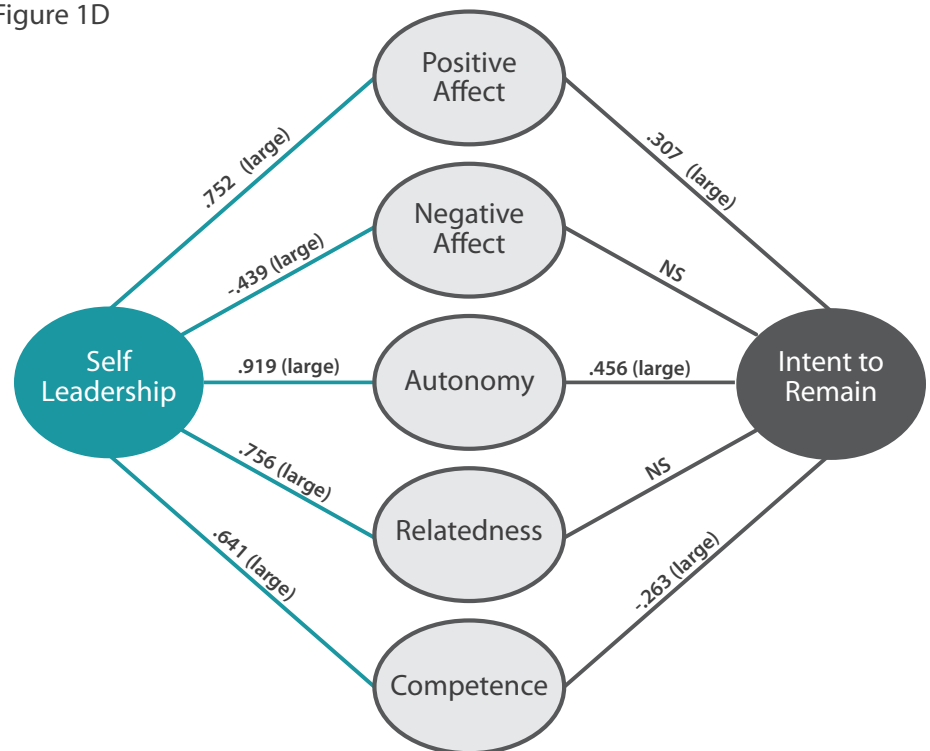 Figure 1D
Positive
Affect
.752 (large)
.307 (large)
Negative
Affect
-.439 (large)
NS
Self
Leadership
.919 (large)
Autonomy
.456 (large)
Intent to
Remain
.756 (large)
NS
Relatedness
.641 (large)
-.263 (large)
Competence